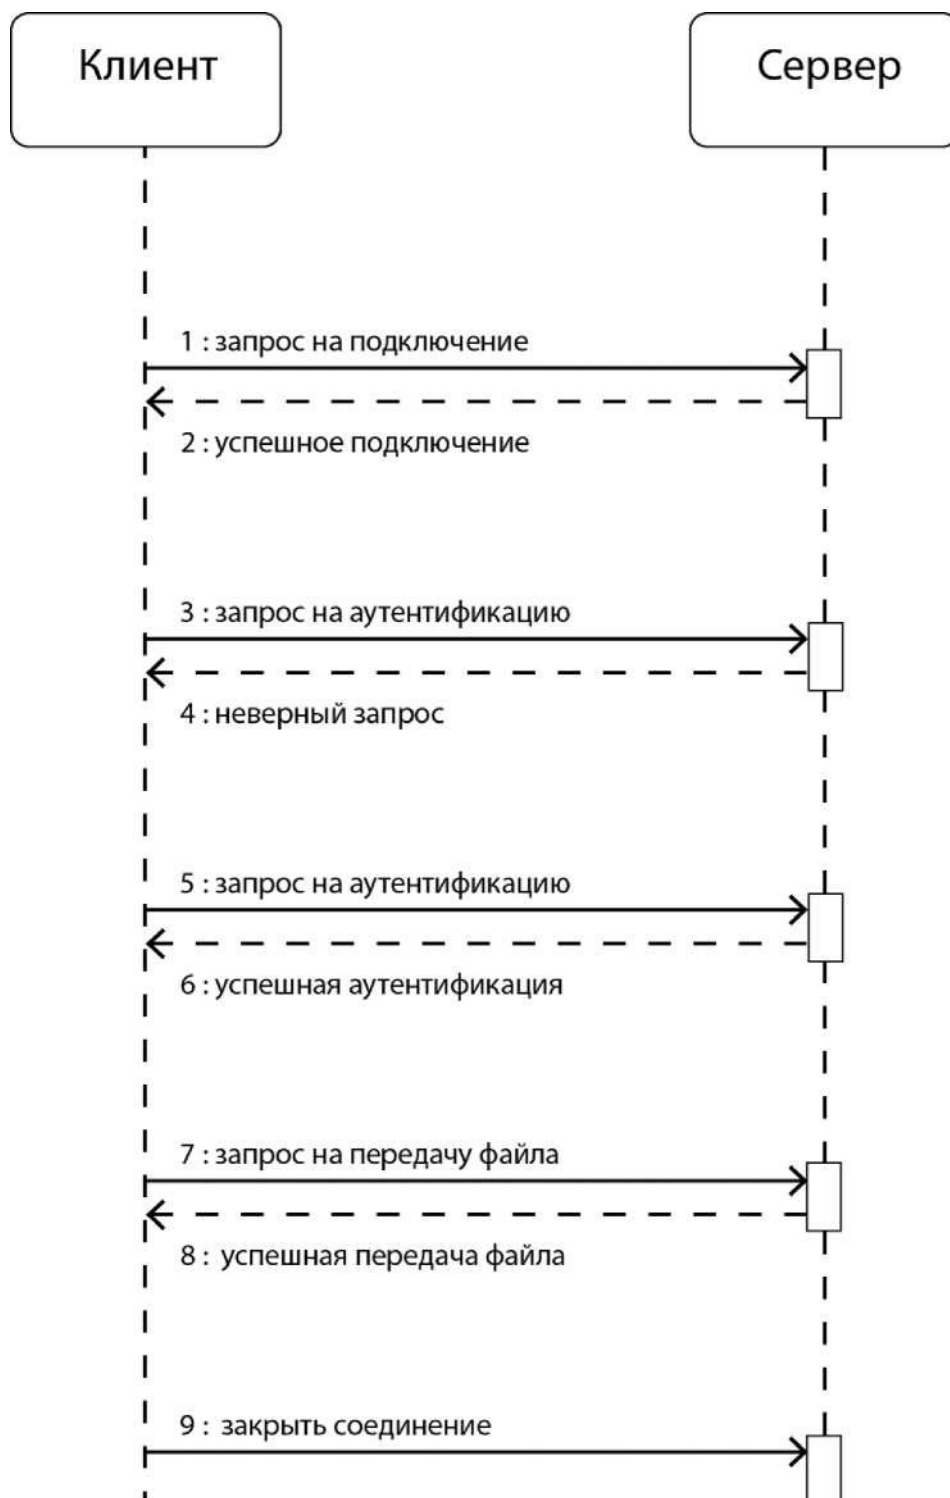 Клиент
Сервер
1 : запрос на подключение
2 : успешное подключение
3 : запрос на аутентификацию
4 : неверный запрос
5 : запрос на аутентификацию
6 : успешная аутентификация
7 : запрос на передачу файла
8 :  успешная передача файла
9 :  закрыть соединение